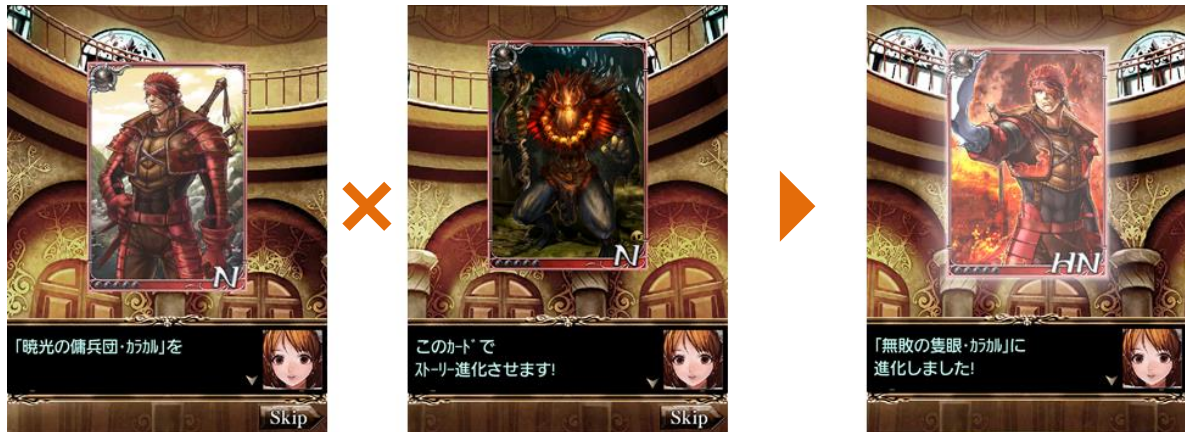 N
「暁光の傭兵団・ｶﾗｶﾙ」を
Skip
N
このｶｰﾄﾞで
ｽﾄｰﾘｰ進化させます!
Skip
HN
「無敗の隻眼・ｶﾗｶﾙ」に
進化しました!